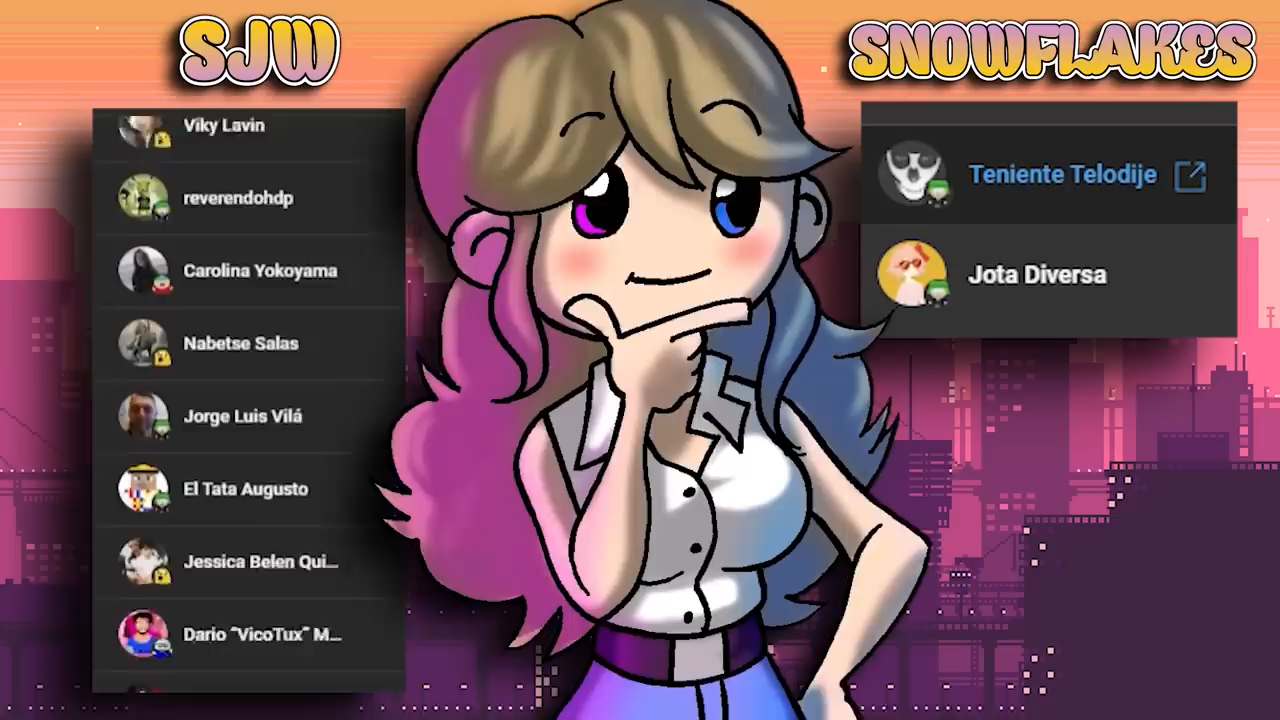 SJW
Viky Lavin
reverendohdp
Carolina Yokoyama
Nabetse Salas
Jorge Luis Vilá
El Tata Augusto
Jessica Belen Qui...
Dario “VicoTux” M...
SNOWFLAKES
Teniente Telodije
Jota Diversa